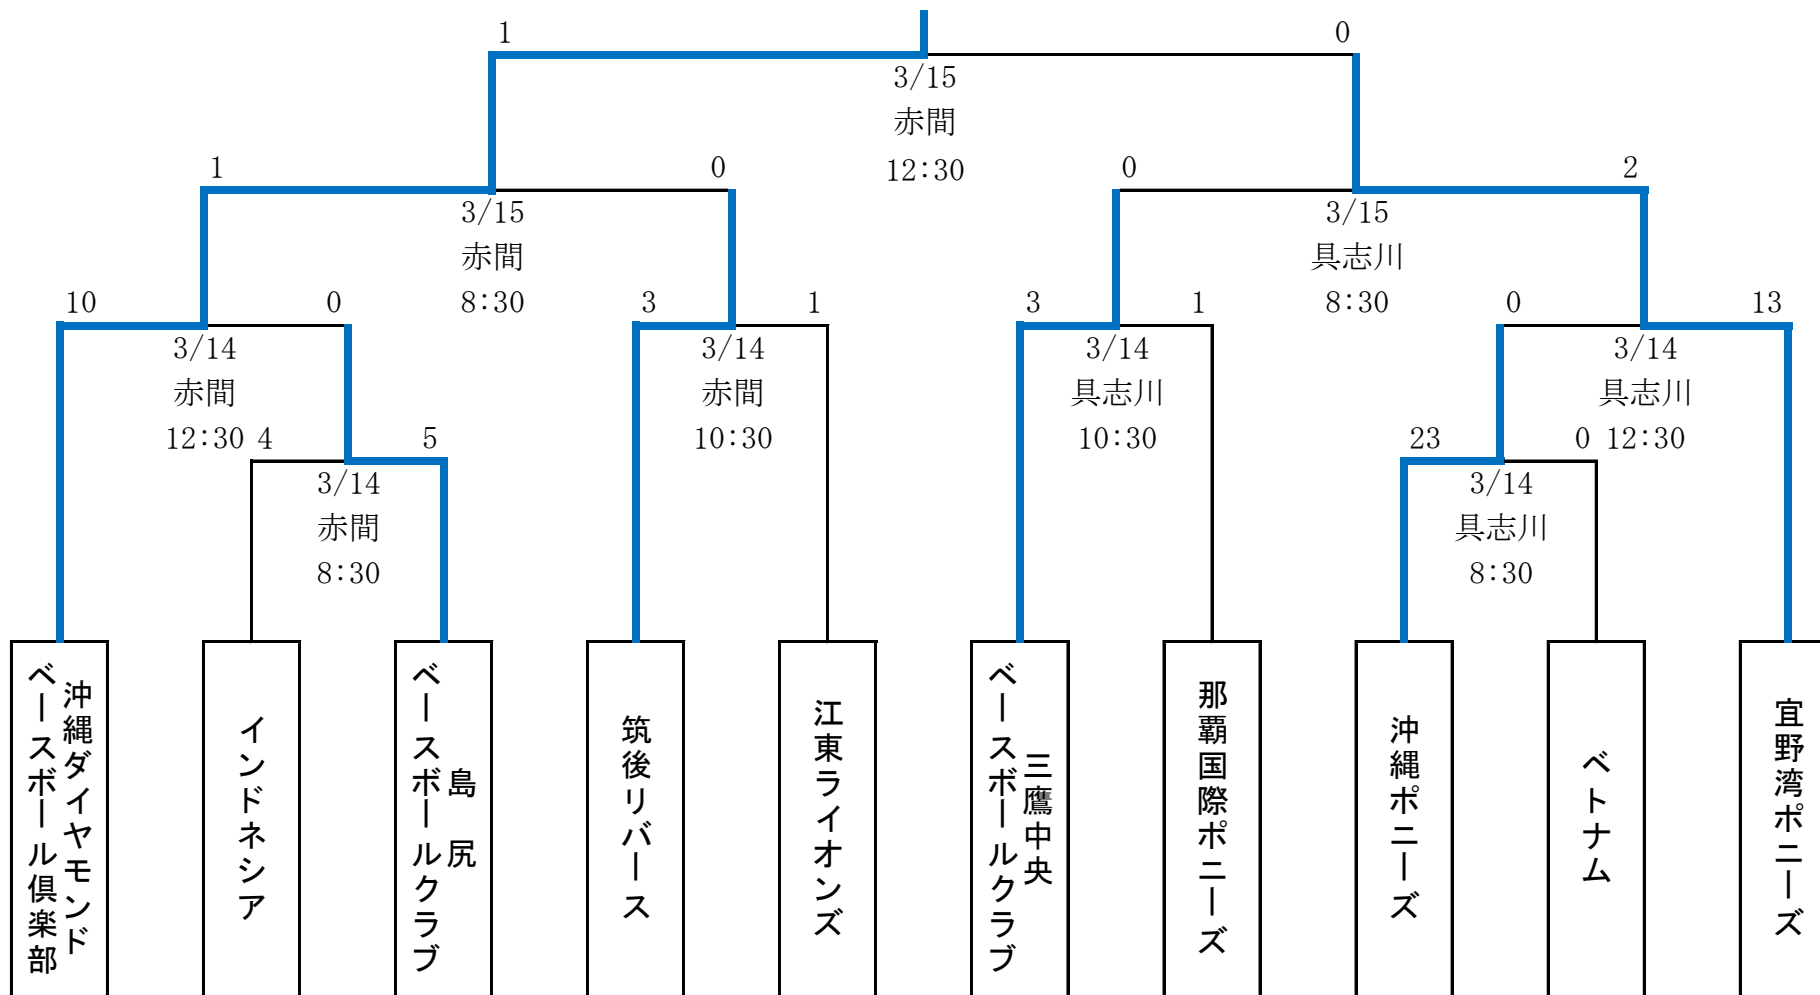 1
0
3/15
赤間
12:30
1
0
0
2
3/15
赤間
8:30
3/15
具志川
8:30
10
0
3
1
3
1
0
13
3/14
赤間
12:30
3/14
赤間
10:30
3/14
具志川
10:30
3/14
具志川
12:30
4
5
23
0
3/14
赤間
8:30
3/14
具志川
8:30
沖縄ダイヤモンド
ベースボール倶楽部
インドネシア
島尻
ベースボールクラブ
筑後リバース
江東ライオンズ
三鷹中央
ベースボールクラブ
那覇国際ポニーズ
沖縄ポニーズ
ベトナム
宜野湾ポニーズ